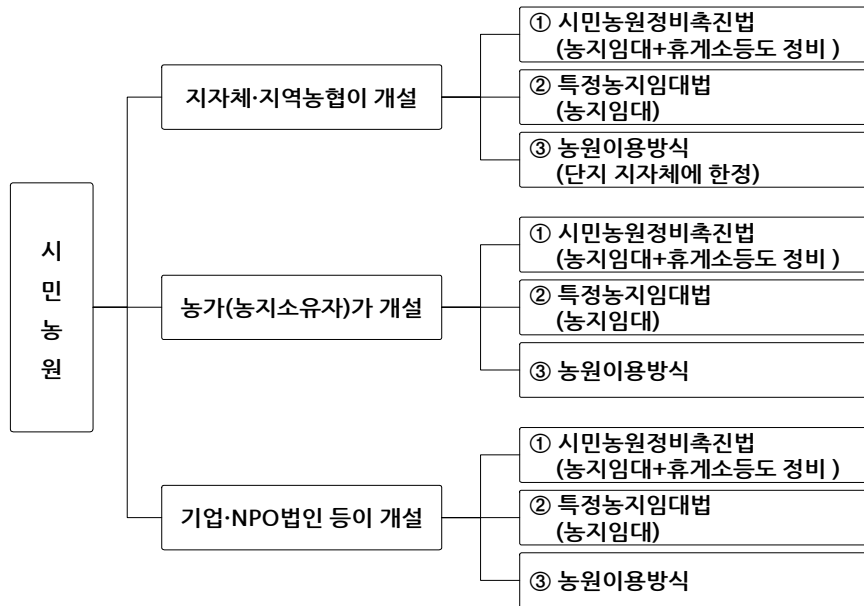 시
민
농
원
지자체·지역농협이 개설
① 시민농원정비촉진법
(농지임대+휴게소등도 정비 )
② 특정농지임대법
(농지임대)
③ 농원이용방식
(단지 지자체에 한정)
농가(농지소유자)가 개설
① 시민농원정비촉진법
(농지임대+휴게소등도 정비 )
② 특정농지임대법
(농지임대)
③ 농원이용방식
기업·NPO법인 등이 개설
① 시민농원정비촉진법
(농지임대+휴게소등도 정비 )
② 특정농지임대법
(농지임대)
③ 농원이용방식